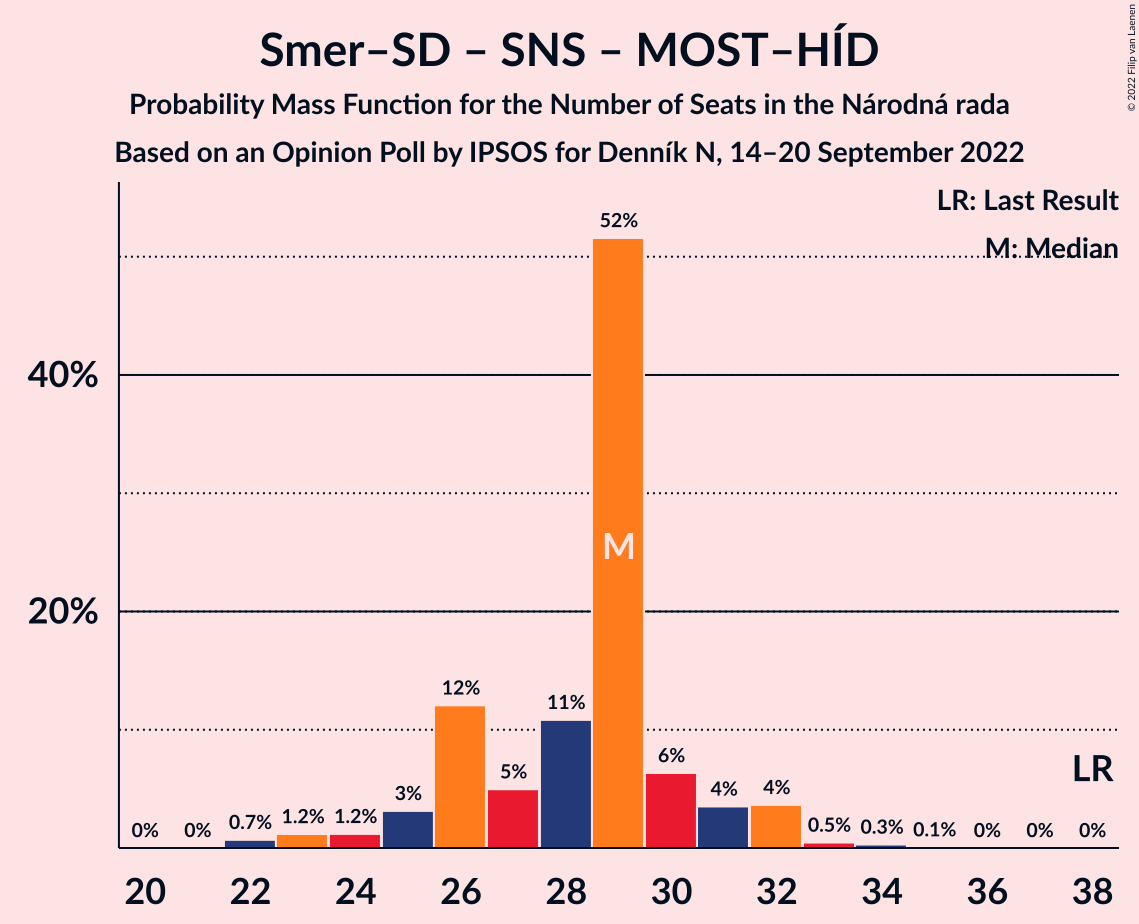 Smer–SD – SNS – MOST–HÍD
Probability Mass Function for the Number of Seats in the Národná rada
Based on an Opinion Poll by IPSOS for Denník N, 14–20 September 2022
© 2022 Filip van Laenen
LR: Last Result
M: Median
40%
20%
0%
0%
0.7%
1.2%
1.2%
3%
12%
5%
11%
52%
6%
4%
4%
0.5%
0.3%
0.1%
0%
0%
0%
M
LR
20 22 24 26 28 30 32 34 36 38